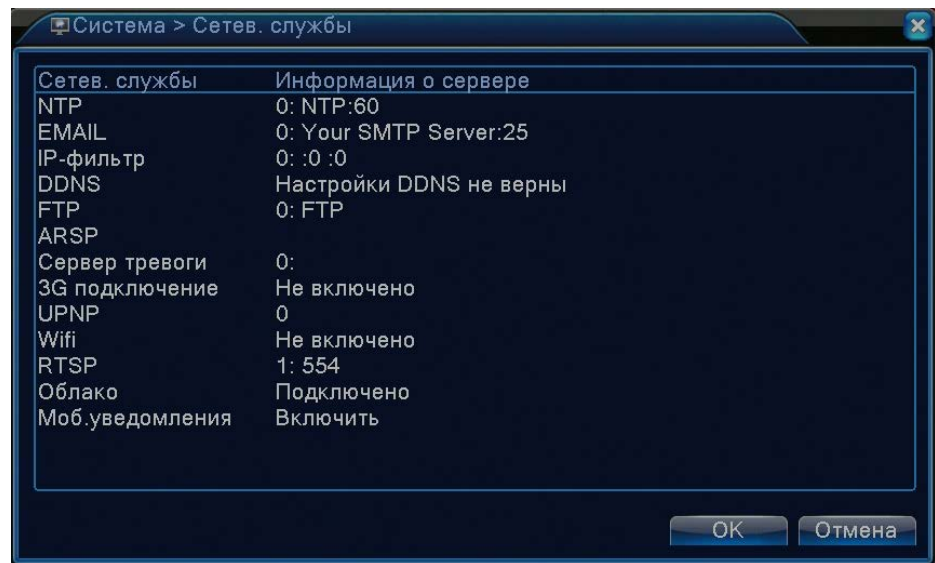 Система > Сетев. службы
Сетев. службы Информация о сервере
NTP 0: NTP:60
EMAIL 0: Your SMTP Server:25
IP-фильтр 0: :0 :0
DDNS Настройки DDNS не верны
FTP 0: FTP
ARSP
Сервер тревоги 0:
3G подключение Не включено
UPNP 0
Wifi Не включено
RTSP 1: 554
Облако Подключено
Моб.уведомления Включить
OK Отмена